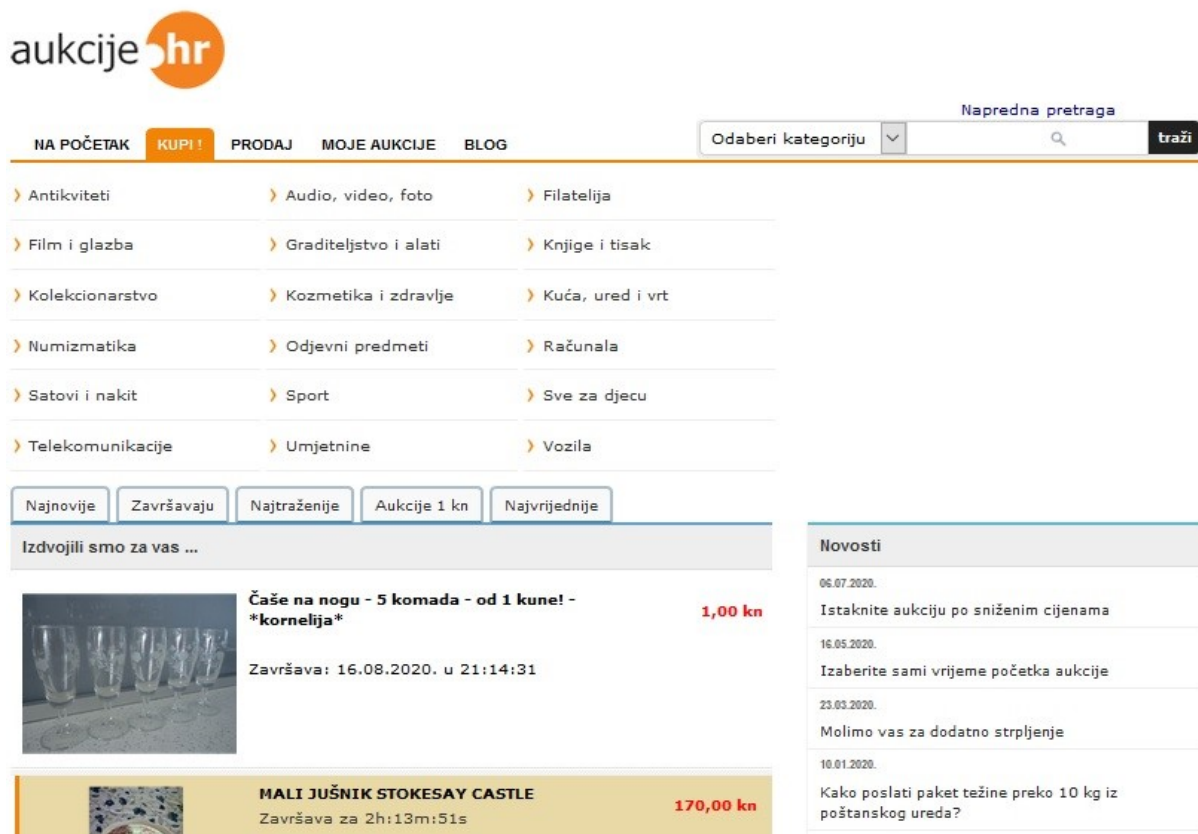 aukcije hr
Napredna pretraga
NA POČETAK KUPI ! PRODAJ MOJE AUKCIJE BLOG
Odaberi kategoriju traži
Antikviteti Audio, video, foto Filatelija
Film i glazba Graditeljstvo i alati Knjige i tisak
Kolekcionarstvo Kozmetika i zdravlje Kuća, ured i vrt
Numizmatika Odjevni predmeti Računala
Satovi i nakit Sport Sve za djecu
Telekomunikacije Umjetnine Vozila
Najnovije Završavaju Najtraženije Aukcije 1 kn Najvrijednije
Izdvojili smo za vas ...
Čaše na nogu - 5 komada - od 1 kune! -
*kornelija*
1,00 kn
Završava: 16.08.2020. u 21:14:31
MALI JUŠNIK STOKESAY CASTLE
170,00 kn
Završava za 2h:13m:51s
Novosti
06.07.2020.
Istaknite aukciju po sniženim cijenama
16.05.2020.
Izaberite sami vrijeme početka aukcije
23.03.2020.
Molimo vas za dodatno strpljenje
10.01.2020.
Kako poslati paket težine preko 10 kg iz
poštanskog ureda?